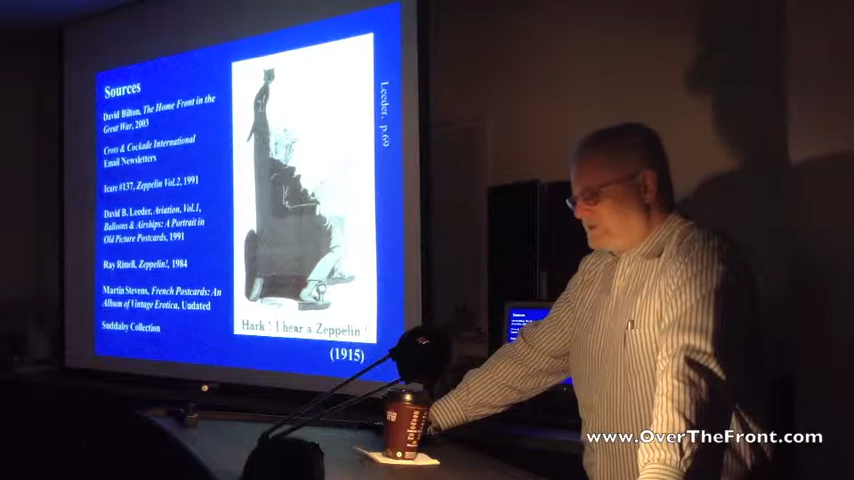 Sources
David Bilton, The Home Front in the
Great War, 2003
Cross & Cockade International
Email Newsletters
Icare #137, Zeppelin Vol.2, 1991
David B. Leeder, Aviation, Vol.1,
Balloons & Airships: A Portrait in
Old Picture Postcards, 1991
Ray Rimell, Zeppelin!, 1984
Martin Stevens, French Postcards: An
Album of Vintage Erotica, Undated
Suddaby Collection
Leeder, p.69
Hark ! I hear a Zeppelin !
(1915)
www.OverTheFront.com